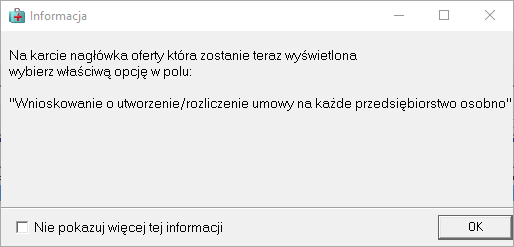 Informacja
Na karcie nagłówka oferty która zostanie teraz wyświetlona
wybierz właściwą opcję w polu:
"Wnioskowanie o utworzenie/rozliczenie umowy na każde przedsiębiorstwo osobno"
Nie pokazuj więcej tej informacji
OK